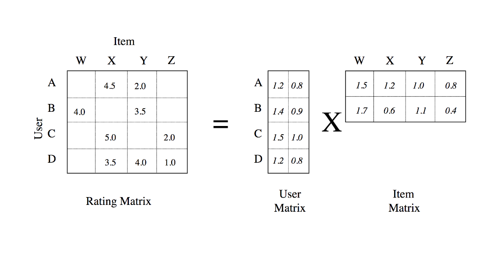 Item
W X Y Z W X Y Z
A 4.5 2.0 A 1.2 0.8 1.5 1.2 1.0 0.8
B 4.0 3.5 B 1.4 0.9 1.7 0.6 1.1 0.4
User
=
X
C 5.0 2.0 C 1.5 1.0
D 3.5 4.0 1.0 D 1.2 0.8
Rating Matrix
User
Matrix
Item
Matrix